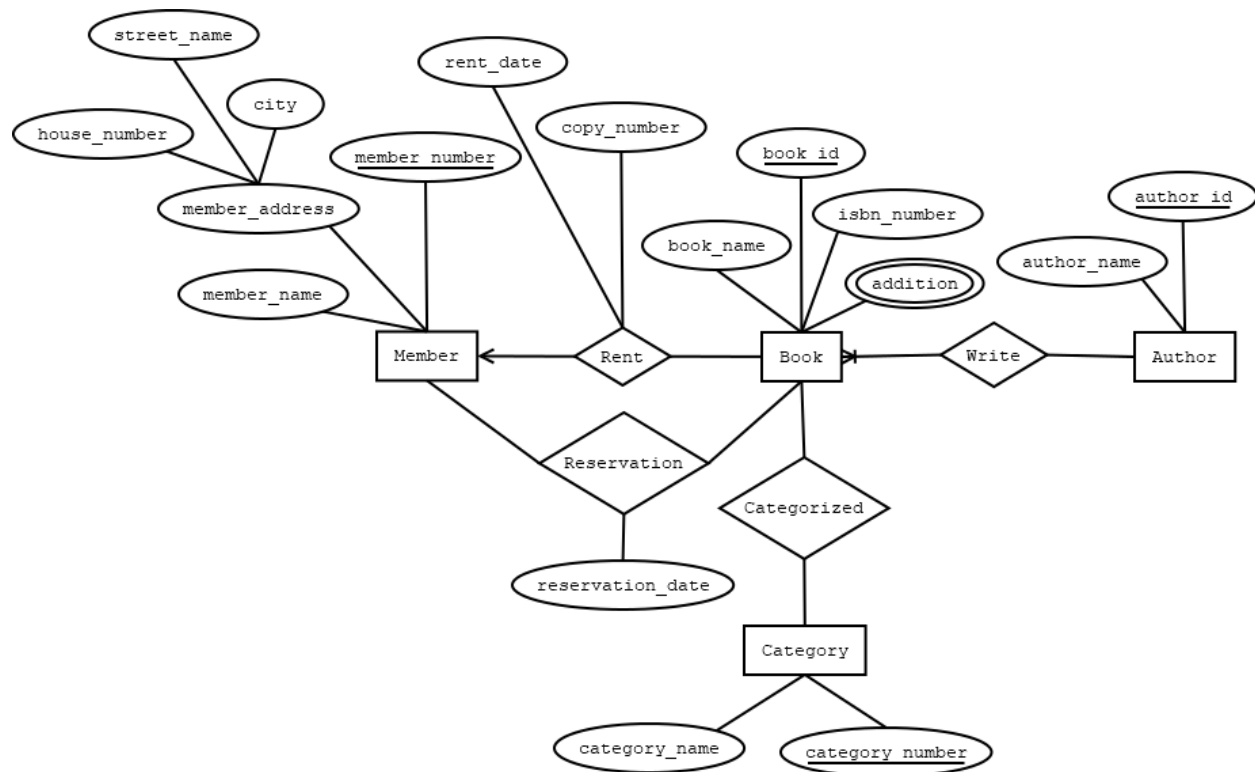 street_name
rent_date
city
copy_number
house_number
member_number
book_id
author_id
member_address
isbn_number
book_name
author_name
addition
member_name
Member
Rent
Book
Write
Author
Reservation
Categorized
reservation_date
Category
category_name
category_number